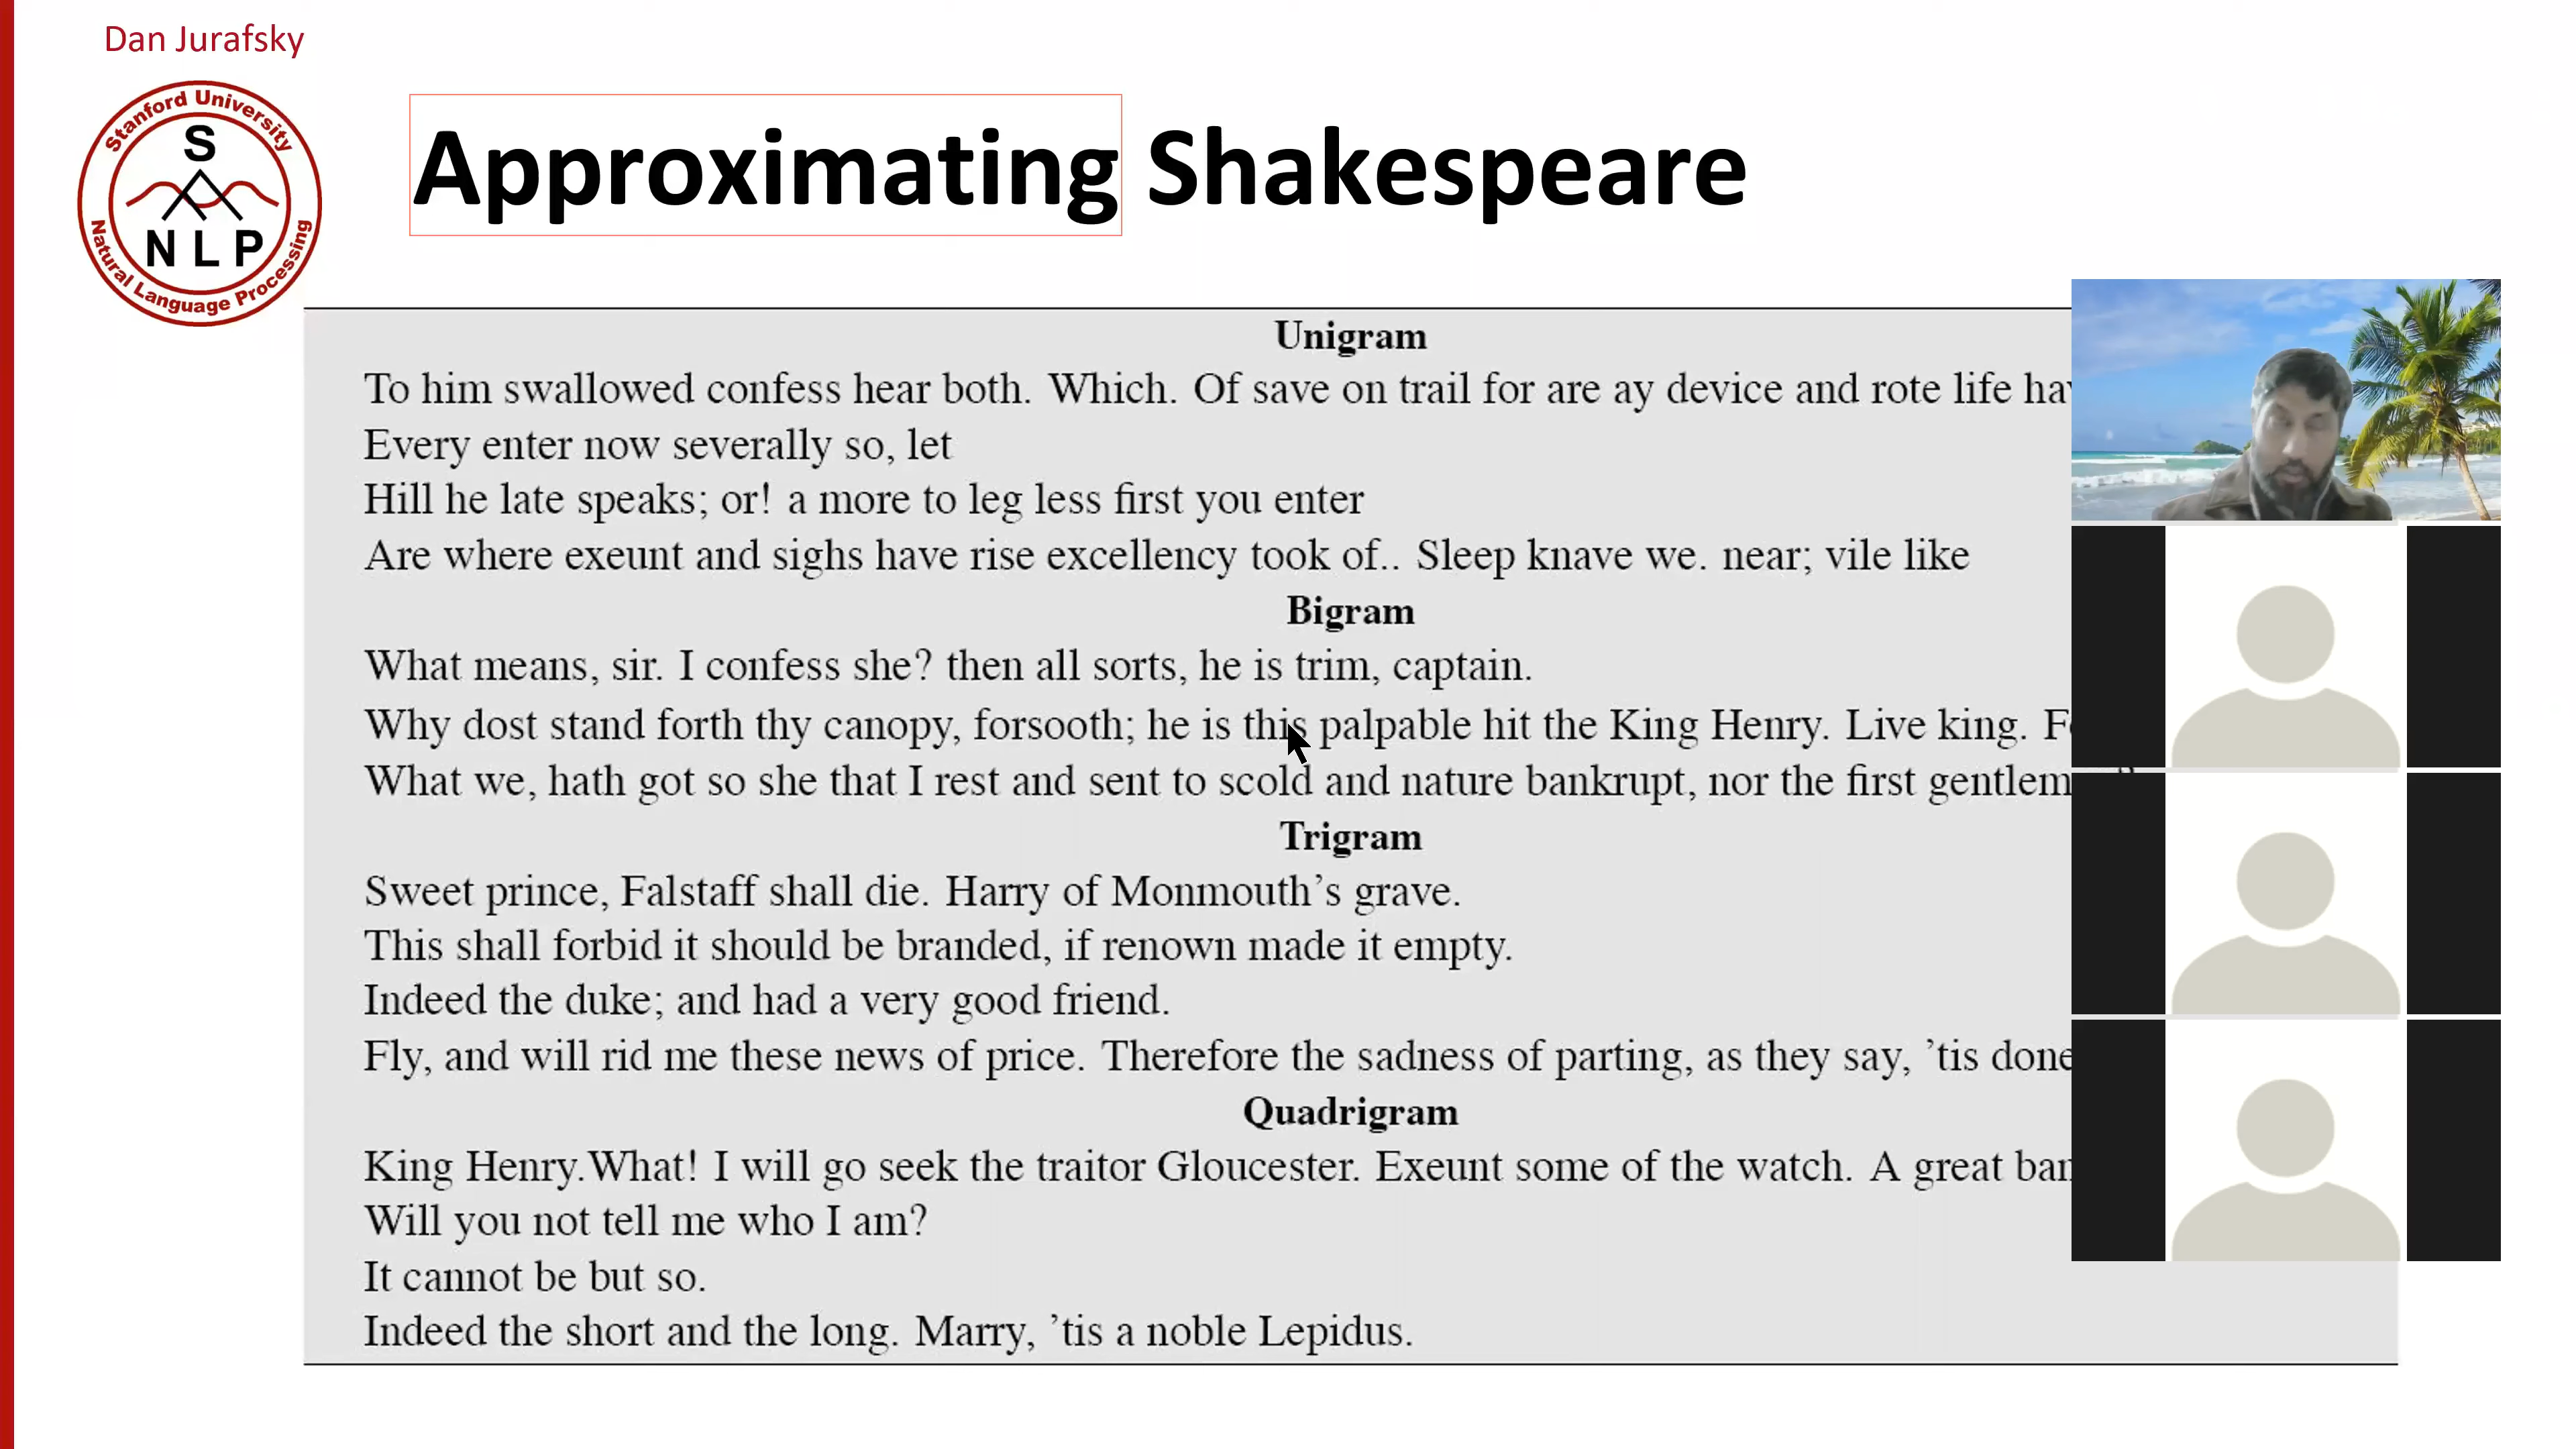 Dan Jurafsky
Stanford University
S
N L P
Natural Language Processing
Approximating Shakespeare
Unigram
To him swallowed confess hear both. Which. Of save on trail for are ay device and rote life
Every enter now severally so, let
Hill he late speaks; or! a more to leg less first you enter
Are where exeunt and sighs have rise excellency took of.. Sleep knave we. near; vile like
Bigram
What means, sir. I confess she? then all sorts, he is trim, captain.
Why dost stand forth thy canopy, forsooth; he is this palpable hit the King Henry. Live king.
What we, hath got so she that I rest and sent to scold and nature bankrupt, nor the first
Trigram
Sweet prince, Falstaff shall die. Harry of Monmouth's grave.
This shall forbid it should be branded, if renown made it empty.
Indeed the duke; and had a very good friend.
Fly, and will rid me these news of price. Therefore the sadness of parting, as they say, 'tis done
Quadrigram
King Henry.What! I will go seek the traitor Gloucester. Exeunt some of the watch. A great
Will you not tell me who I am?
It cannot be but so.
Indeed the short and the long. Marry, 'tis a noble Lepidus.